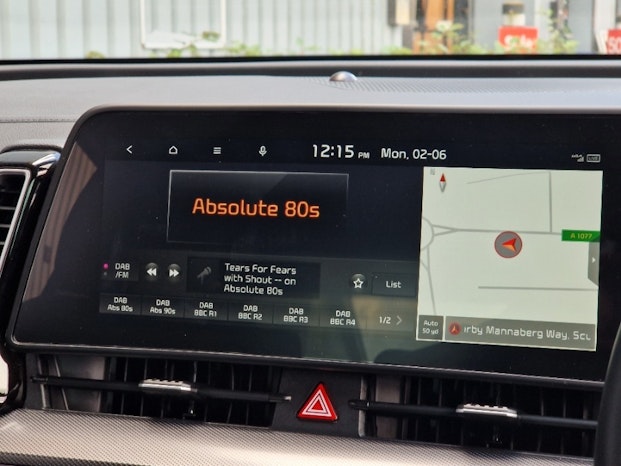 12:15 PM Mon, 02-06
LIVE
Absolute 80s
A 1077
DAB
/FM
Tears For Fears
with Shout -- on
Absolute 80s
List
DAB
Abs 80s
DAB
Abs 90s
DAB
BBC R1
DAB
BBC R2
DAB
BBC R3
DAB
BBC R4
1/2
Auto
50 yd
rby Mannaberg Way, Scu